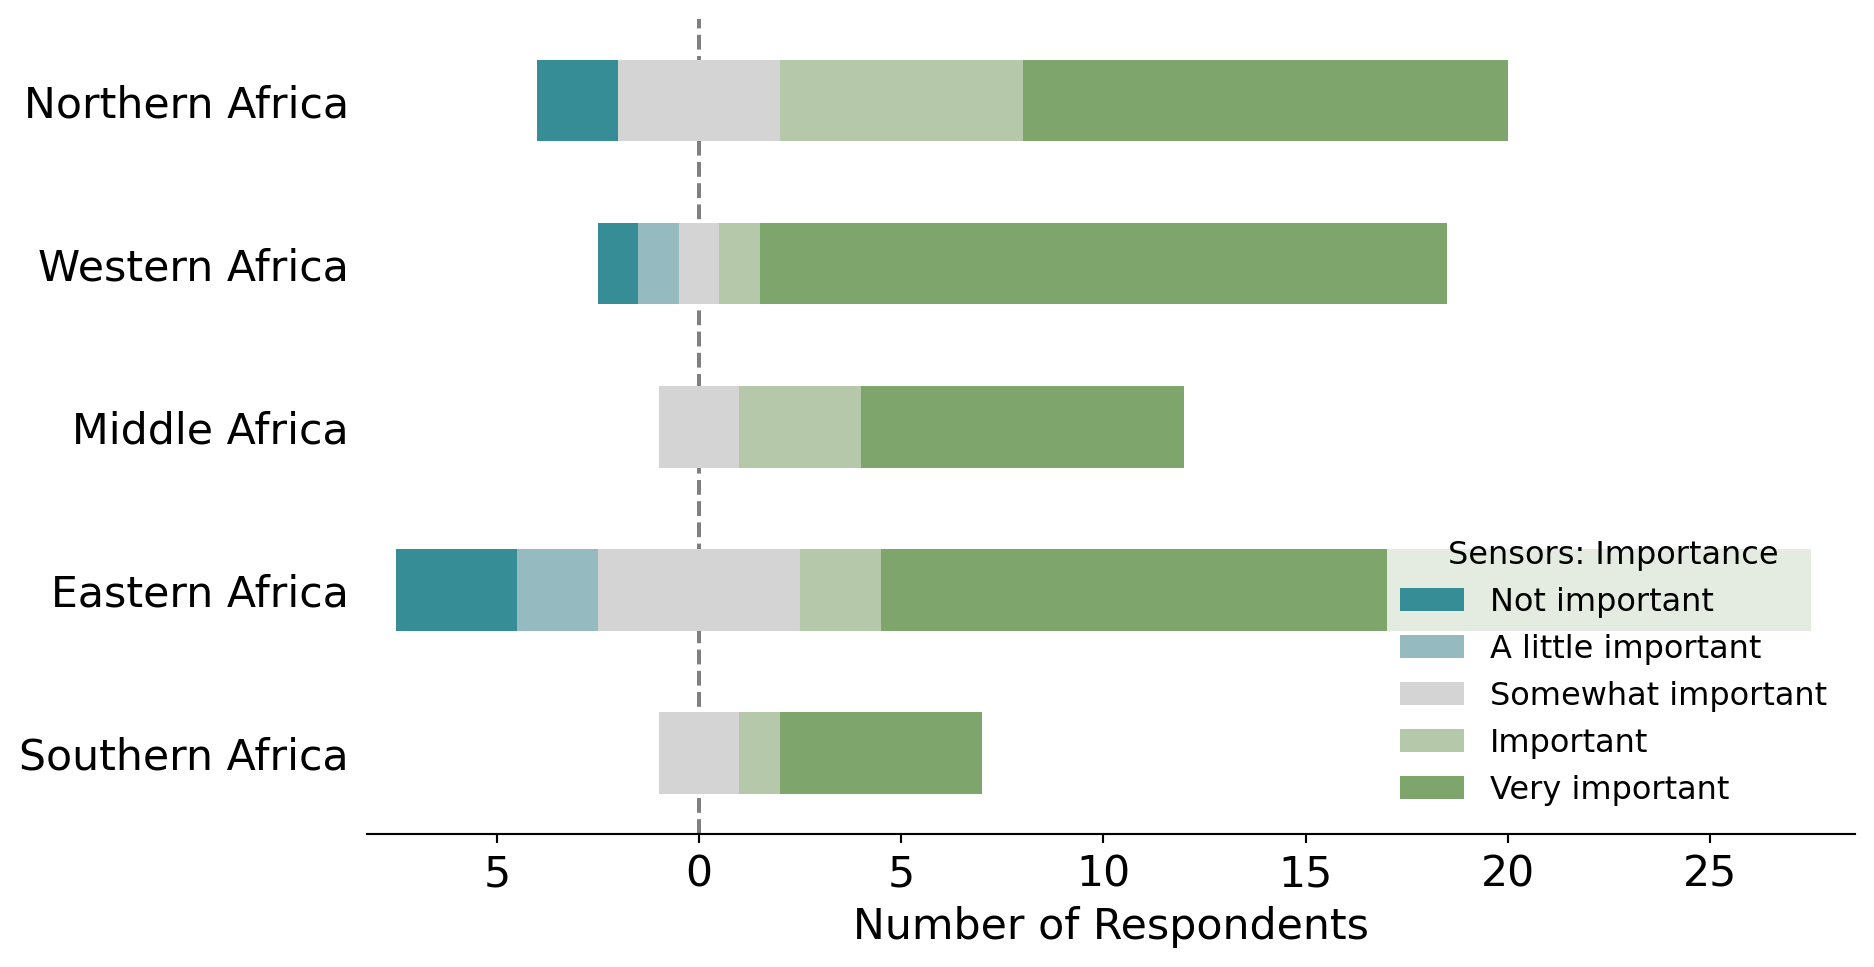 Northern Africa
Western Africa
Middle Africa
Eastern Africa
Southern Africa
Sensors: Importance
Not important
A little important
Somewhat important
Important
Very important
5 0 5 10 15 20 25
Number of Respondents